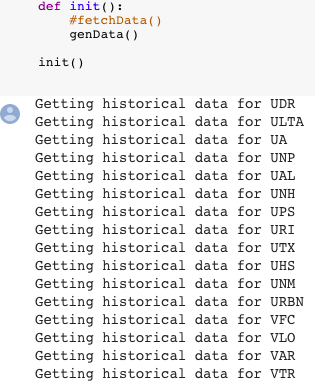 def init():
    #fetchData()
    genData()
init()
Getting historical data for UDR
Getting historical data for ULTA
Getting historical data for UA
Getting historical data for UNP
Getting historical data for UAL
Getting historical data for UNH
Getting historical data for UPS
Getting historical data for URI
Getting historical data for UTX
Getting historical data for UHS
Getting historical data for UNM
Getting historical data for URBN
Getting historical data for VFC
Getting historical data for VLO
Getting historical data for VAR
Getting historical data for VTR